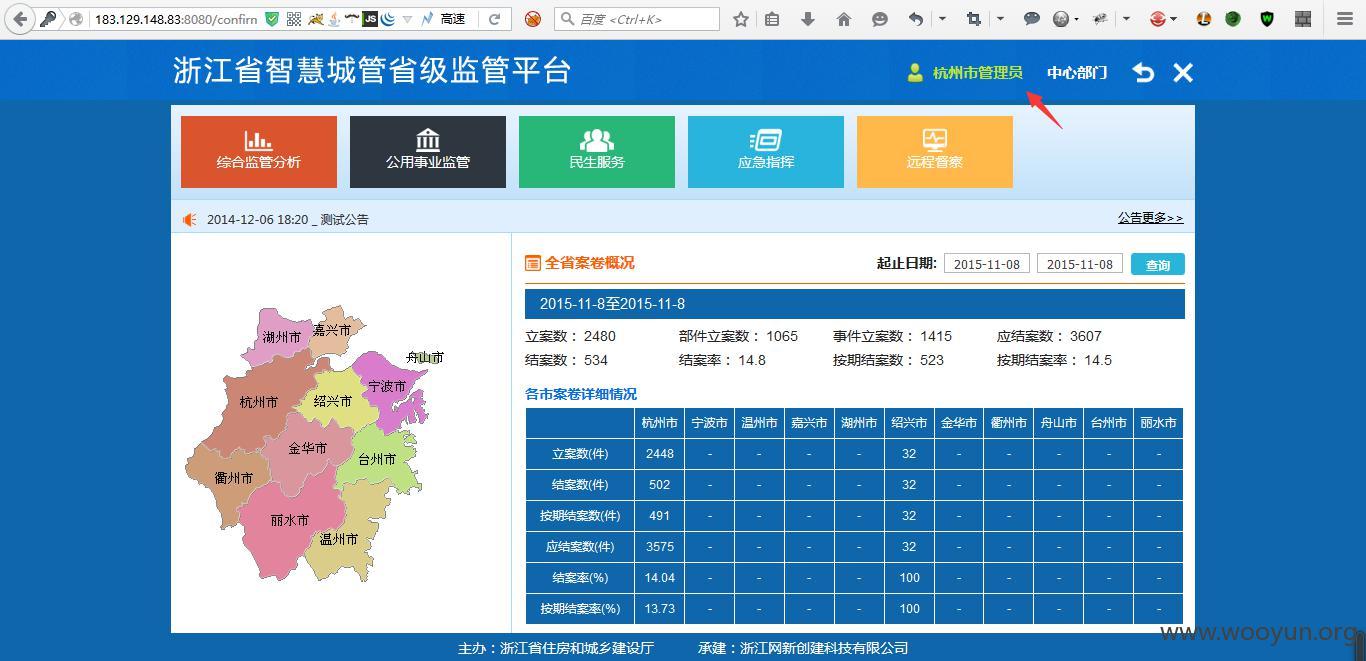 183.129.148.83:8080/confirn JS 高速 百度 <Ctrl+K>
浙江省智慧城管省级监管平台 杭州市管理员 中心部门
综合监管分析 公用事业监管 民生服务 应急指挥 远程督察
2014-12-06 18:20 _ 测试公告 公告更多>>
全省案卷概况 起止日期: 2015-11-08 2015-11-08 查询
2015-11-8至2015-11-8
立案数： 2480 部件立案数： 1065 事件立案数： 1415 应结案数： 3607
结案数： 534 结案率： 14.8 按期结案数： 523 按期结案率： 14.5
各市案卷详细情况
杭州市 宁波市 温州市 嘉兴市 湖州市 绍兴市 金华市 衢州市 舟山市 台州市 丽水市
立案数(件) 2448 - - - - 32 - - - - -
结案数(件) 502 - - - - 32 - - - - -
按期结案数(件) 491 - - - - 32 - - - - -
应结案数(件) 3575 - - - - 32 - - - - -
结案率(%) 14.04 - - - - 100 - - - - -
按期结案率(%) 13.73 - - - - 100 - - - - -
湖州市 嘉兴市
舟山市
杭州市 绍兴市 宁波市
金华市 台州市
衢州市
丽水市 温州市
主办：浙江省住房和城乡建设厅 承建：浙江网新创建科技有限公司
www.wooyun.org